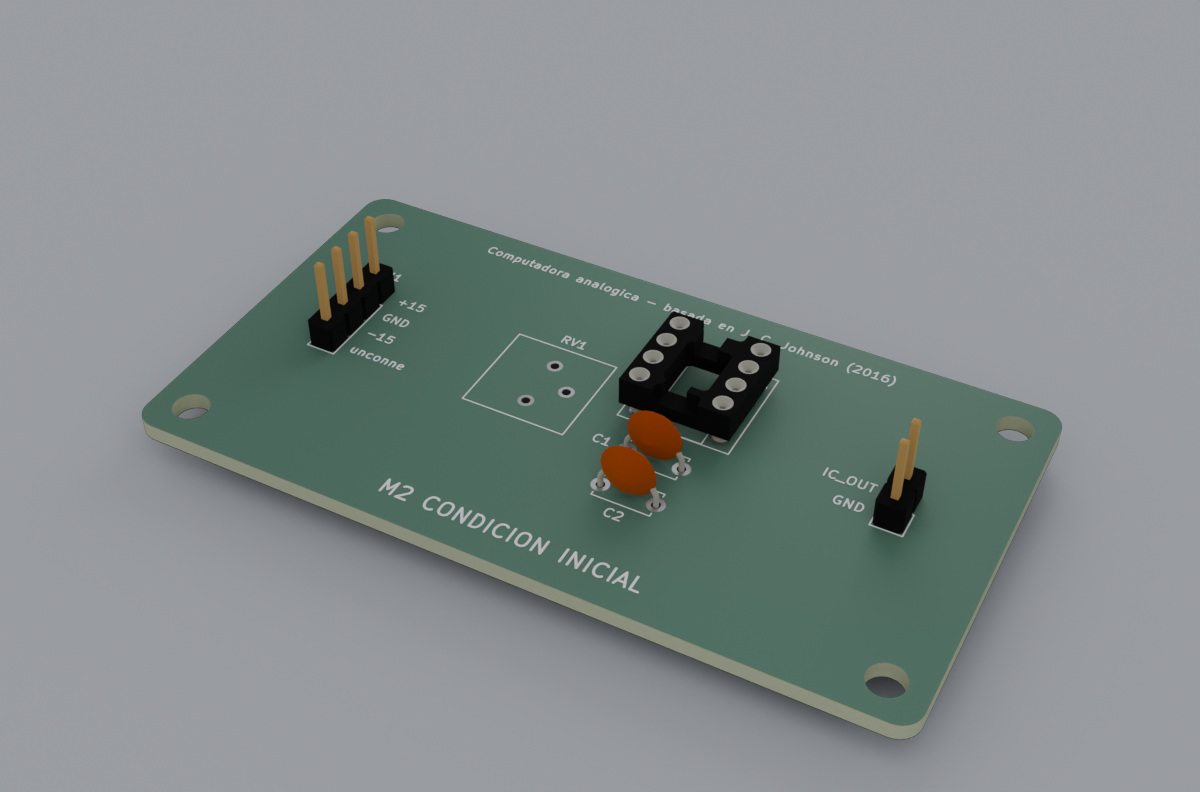 Computadora analogica — basada en J. C. Johnson (2016)
+15
GND
−15
unconne
RV1
C1
C2
IC_OUT
GND
M2 CONDICION INICIAL